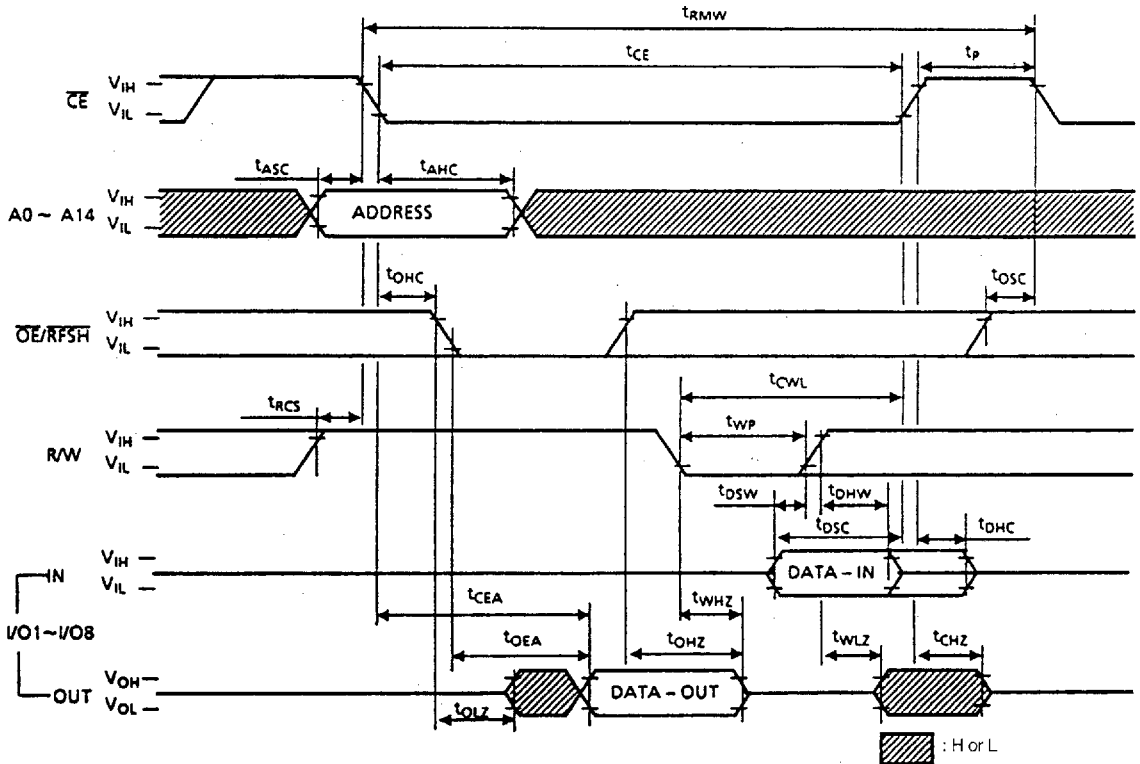 tRMW
tCE
tP
CE
VIH
VIL
tASC
tAHC
A0 ~ A14
VIH
VIL
ADDRESS
tOHC
tOSC
OE/RFSH
VIH
VIL
tCWL
tRCS
tWP
R/W
VIH
VIL
tDSW
tDHW
tDSC
tDHC
IN
VIH
VIL
DATA - IN
tCEA
tWHZ
I/O1~I/O8
tOEA
tOHZ
tWLZ
tCHZ
OUT
VOH
VOL
DATA - OUT
tOLZ
: H or L